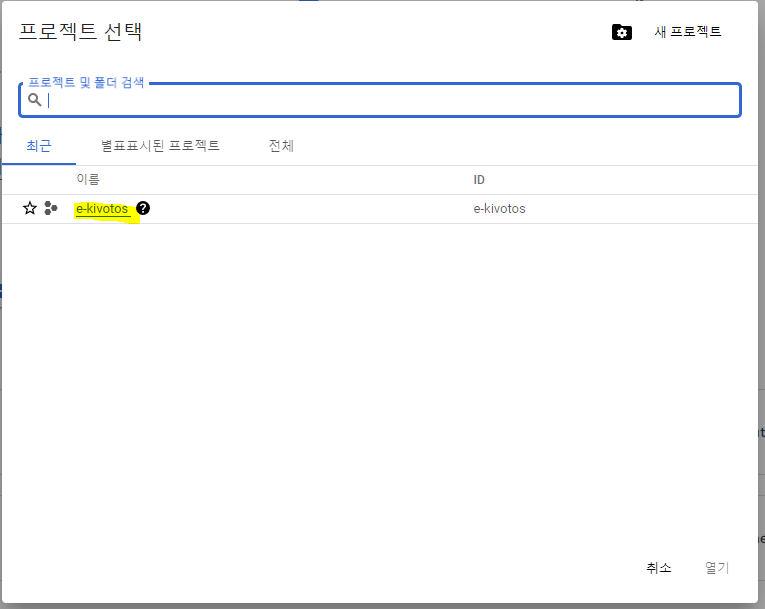 프로젝트 선택
새 프로젝트
프로젝트 및 폴더 검색
최근 별표표시된 프로젝트 전체
이름 ID
e-kivotos ? e-kivotos
취소 열기